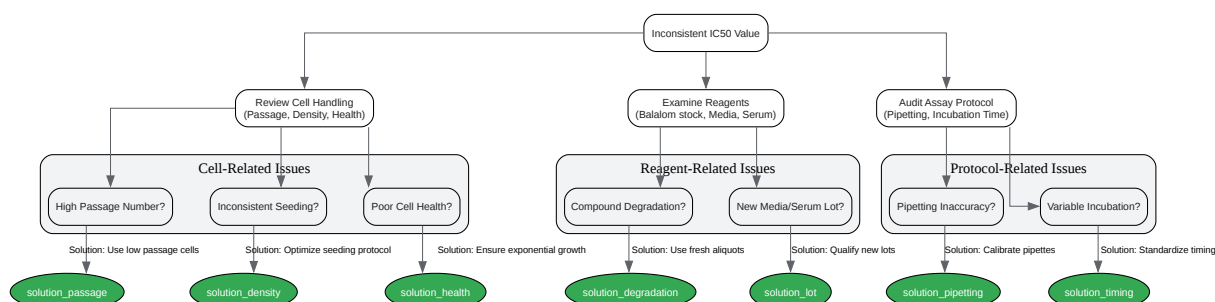 Inconsistent IC50 Value
Review Cell Handling
(Passage, Density, Health)
Examine Reagents
(Balalom stock, Media, Serum)
Audit Assay Protocol
(Pipetting, Incubation Time)
Cell-Related Issues
Reagent-Related Issues
Protocol-Related Issues
High Passage Number?
Inconsistent Seeding?
Poor Cell Health?
Compound Degradation?
New Media/Serum Lot?
Pipetting Inaccuracy?
Variable Incubation?
Solution: Use low passage cells
Solution: Optimize seeding protocol
Solution: Ensure exponential growth
Solution: Use fresh aliquots
Solution: Qualify new lots
Solution: Calibrate pipettes
Solution: Standardize timing
solution_passage
solution_density
solution_health
solution_degradation
solution_lot
solution_pipetting
solution_timing